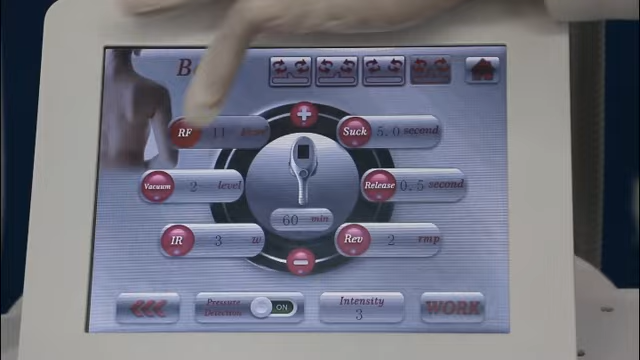 B
RF 11
Suck 5.0 second
Vacuum 2 level
Release 0.5 second
60 min
IR 3 w
Rev 2 rmp
Pressure
Detection ON
Intensity
3
WORK